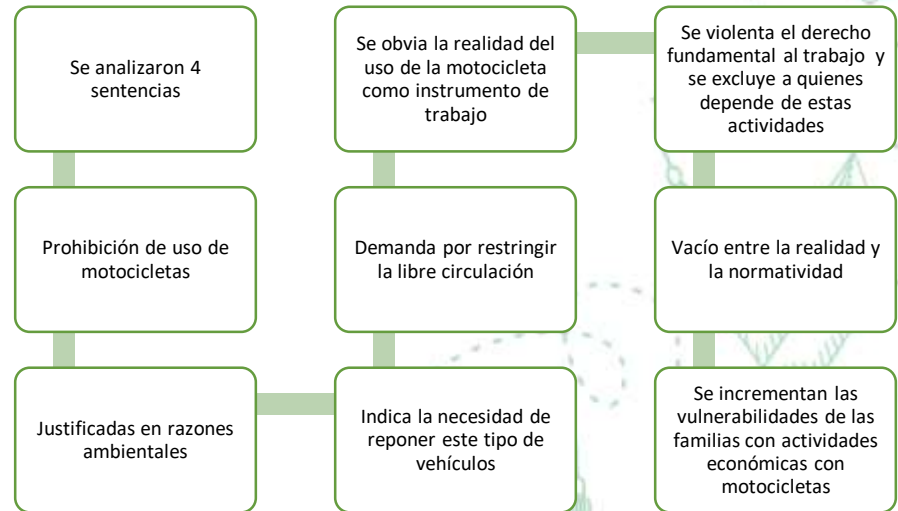 Se analizaron 4
sentencias
Prohibición de uso de
motocicletas
Justificadas en razones
ambientales
Indica la necesidad de
reponer este tipo de
vehículos
Demanda por restringir
la libre circulación
Se obvia la realidad del
uso de la motocicleta
como instrumento de
trabajo
Se violenta el derecho
fundamental al trabajo y
se excluye a quienes
depende de estas
actividades
Vacío entre la realidad y
la normatividad
Se incrementan las
vulnerabilidades de las
familias con actividades
económicas con
motocicletas